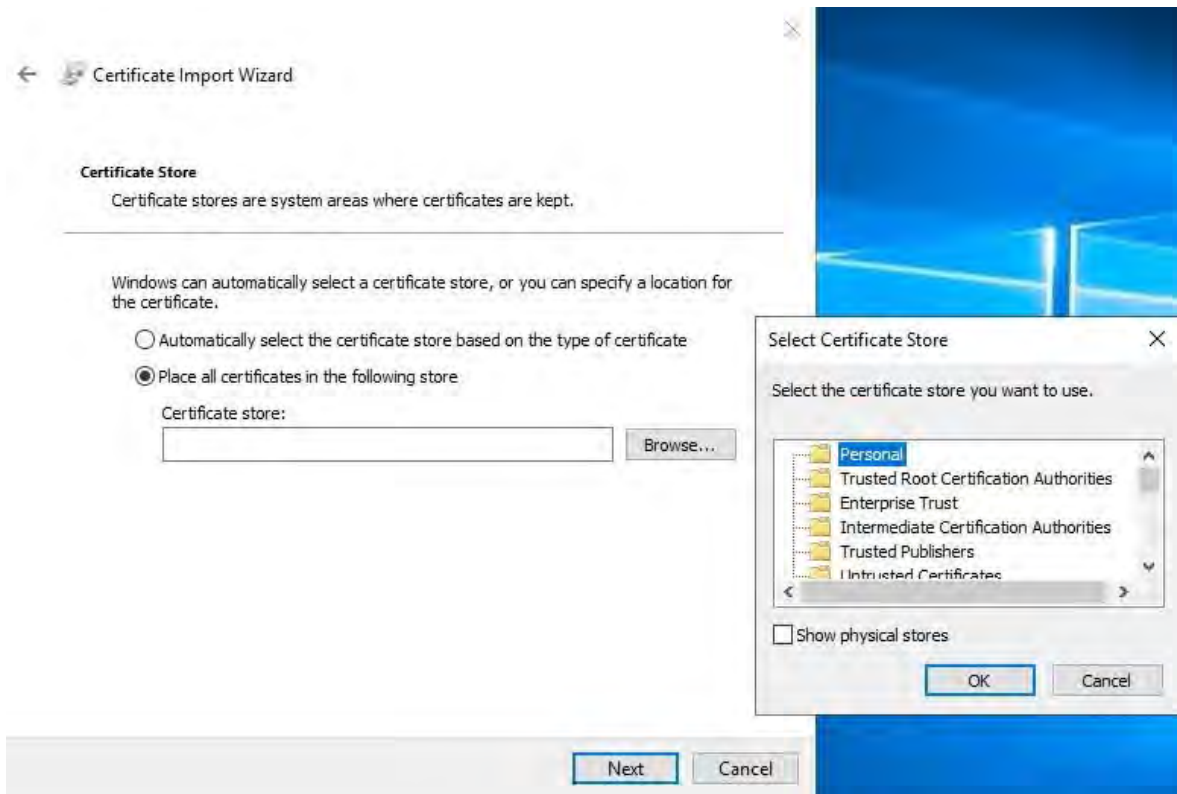 Certificate Import Wizard
Certificate Store
Certificate stores are system areas where certificates are kept.
Windows can automatically select a certificate store, or you can specify a location for
the certificate.
Automatically select the certificate store based on the type of certificate
Place all certificates in the following store
Certificate store:
Browse...
Next
Cancel
Select Certificate Store
Select the certificate store you want to use.
Personal
Trusted Root Certification Authorities
Enterprise Trust
Intermediate Certification Authorities
Trusted Publishers
Untrusted Certificates
Show physical stores
OK
Cancel